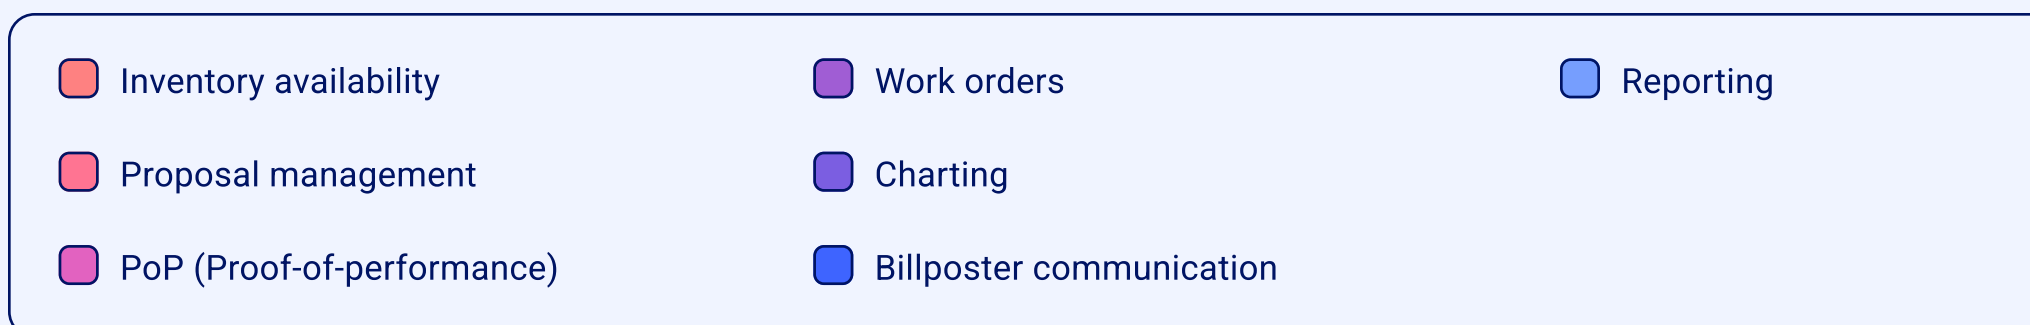 Inventory availability
Proposal management
PoP (Proof-of-performance)
Work orders
Charting
Billposter communication
Reporting